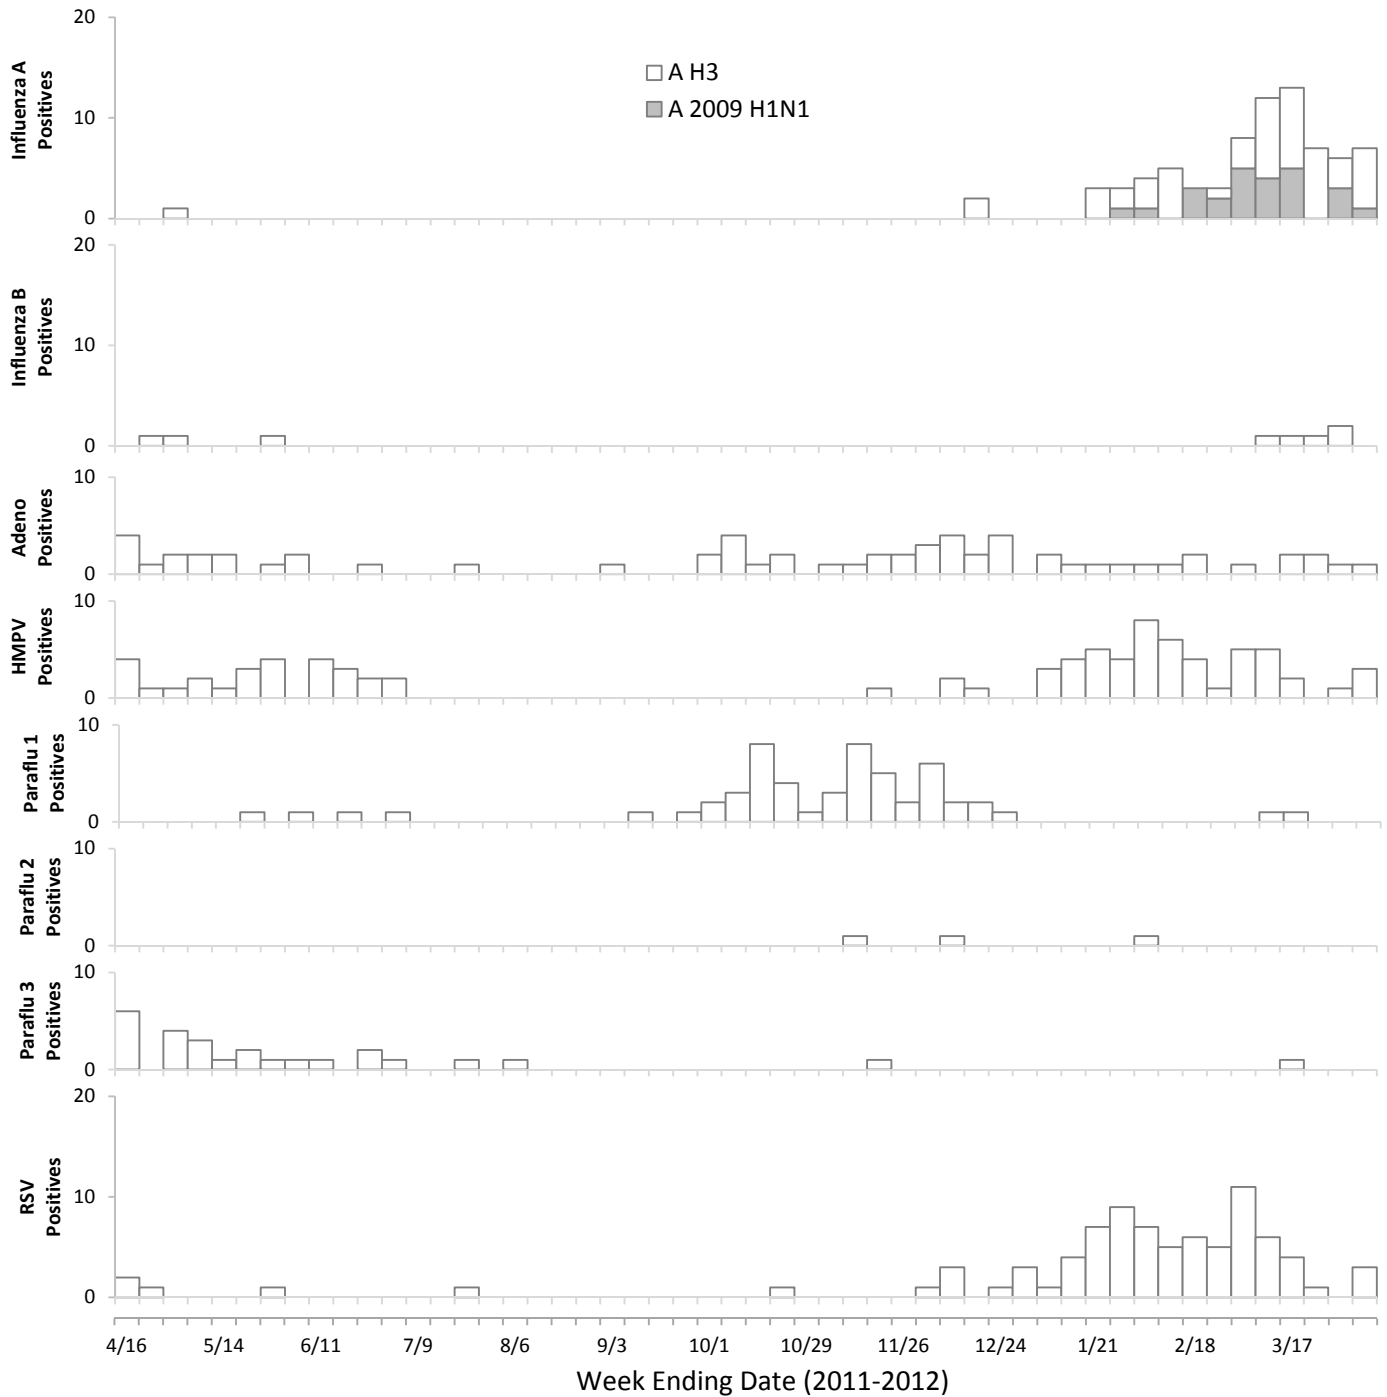 20
10
0
Influenza A
Positives
A H3
A 2009 H1N1
20
10
0
Influenza B
Positives
10
0
Adeno
Positives
10
0
HMPV
Positives
10
0
Paraflu 1
Positives
10
0
Paraflu 2
Positives
10
0
Paraflu 3
Positives
20
10
0
RSV
Positives
4/16 5/14 6/11 7/9 8/6 9/3 10/1 10/29 11/26 12/24 1/21 2/18 3/17
Week Ending Date (2011-2012)